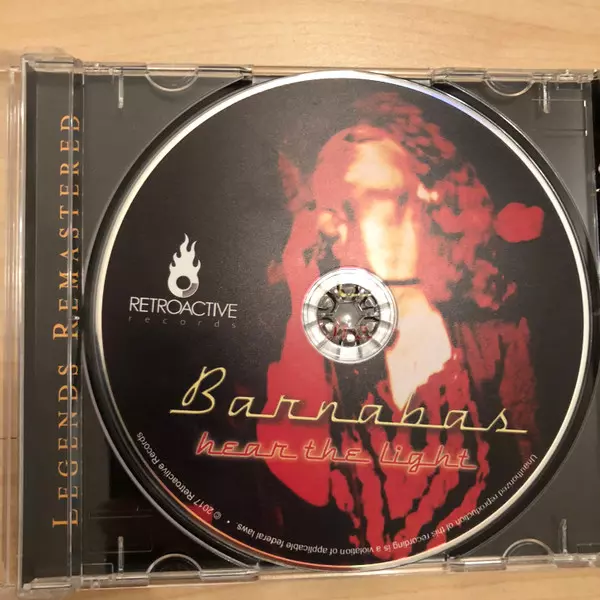 LEGENDS REMASTERED
RETROACTIVE
records
Barnabas
hear the light
Unauthorized reproduction of this recording is a violation of applicable federal laws. • © 2017 Retroactive Records